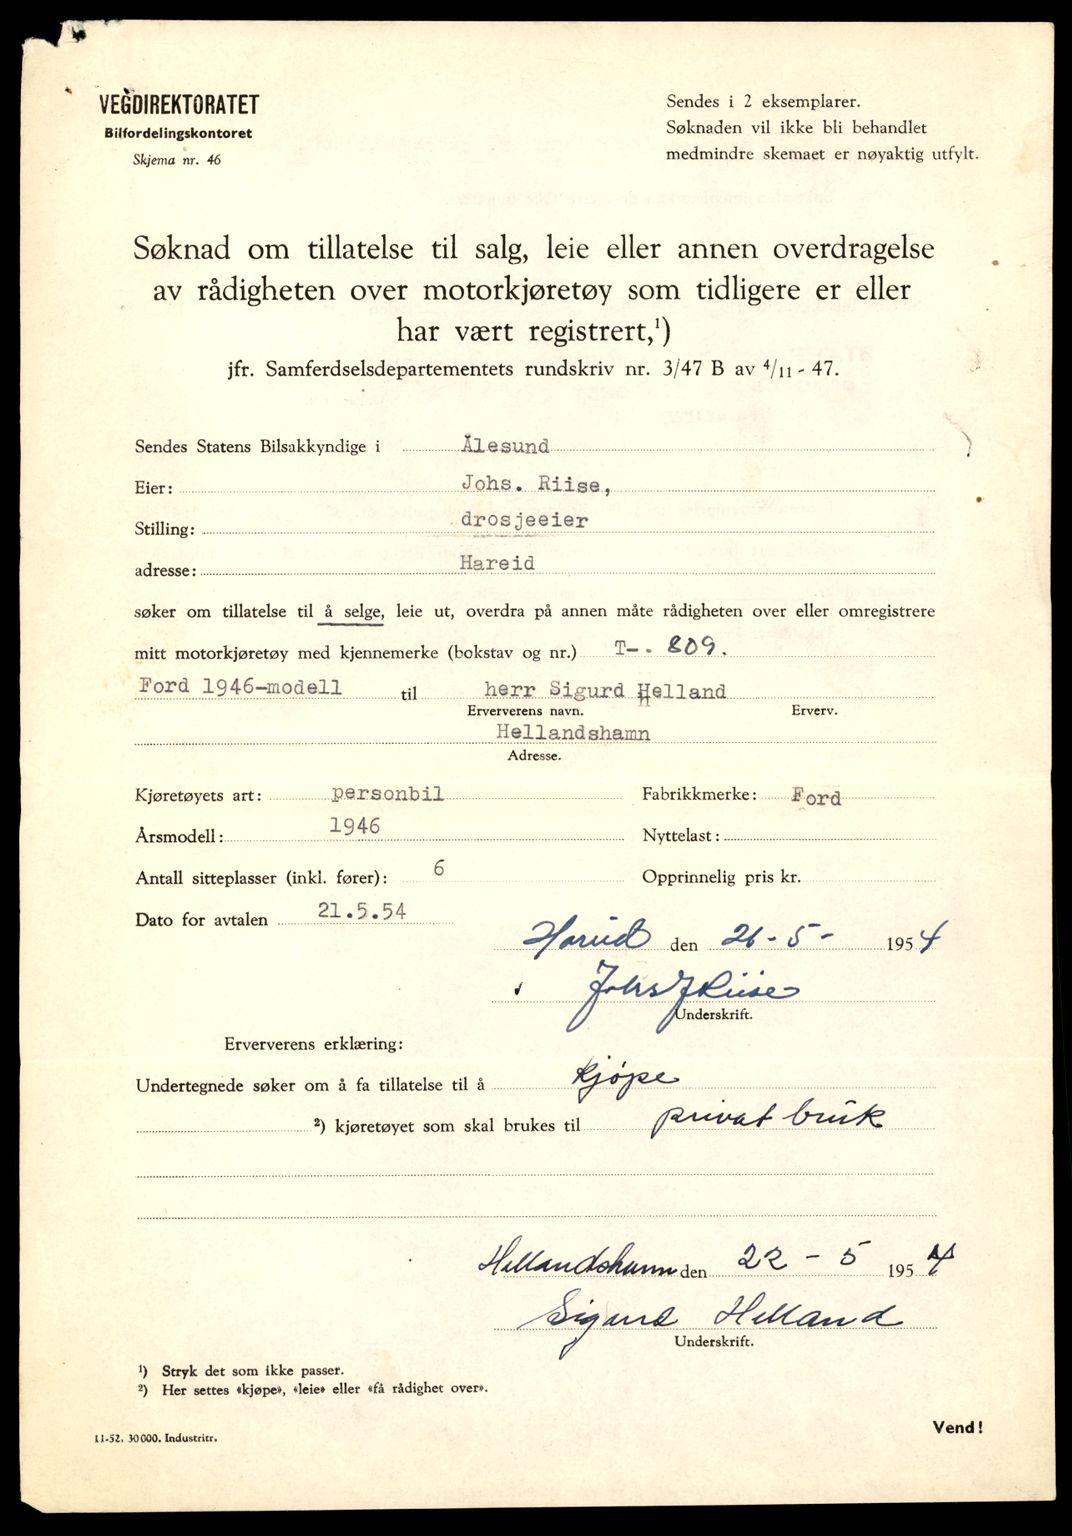 VEGDIREKTORATET
Bilfordelingskontoret
Skjema nr. 46
Sendes i 2 eksemplarer.
Søknaden vil ikke bli behandlet
medmindre skemaet er nøyaktig utfylt.
Søknad om tillatelse til salg, leie eller annen overdragelse
av rådigheten over motorkjøretøy som tidligere er eller
har vært registrert,¹)
jfr. Samferdselsdepartementets rundskriv nr. 3/47 B av 4/11 - 47.
Sendes Statens Bilsakkyndige i Ålesund
Eier: Johs. Riise,
Stilling: drosjeeier
adresse: Hareid
søker om tillatelse til å selge, leie ut, overdra på annen måte rådigheten over eller omregistrere
mitt motorkjøretøy med kjennemerke (bokstav og nr.) T-. 809.
Ford 1946-modell til herr Sigurd Helland
Ervervens navn. Erverv.
Hellandshamn
Adresse.
Kjøretøyets art: personbil Fabrikkmerke: Ford
Årsmodell: 1946 Nyttelast:
Antall sitteplasser (inkl. fører): 6 Opprinnelig pris kr.
Dato for avtalen 21.5.54
Hareid den 21-5- 1954
Johs J Riise
Underskrift.
Erververens erklæring:
Undertegnede søker om å fa tillatelse til å kjøpe
²) kjøretøyet som skal brukes til privat bruk
Hellandshamn den 22-5 1954
Sigurd Helland
Underskrift.
¹) Stryk det som ikke passer.
²) Her settes «kjøpe», «leie» eller «få rådighet over».
11-52. 30000. Industritr.
Vend!